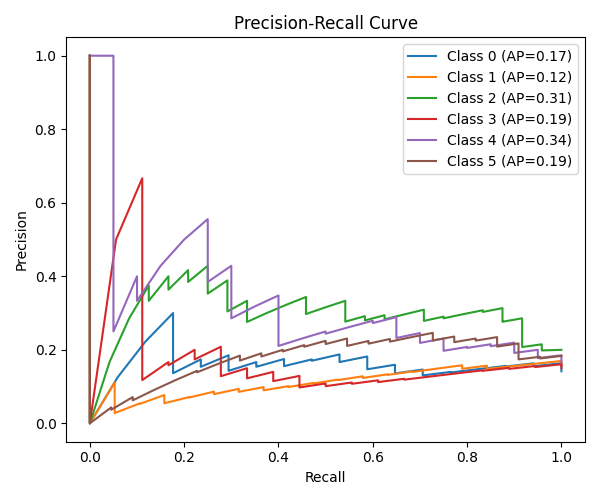 Precision-Recall Curve
Precision
1.0
0.8
0.6
0.4
0.2
0.0
Class 0 (AP=0.17)
Class 1 (AP=0.12)
Class 2 (AP=0.31)
Class 3 (AP=0.19)
Class 4 (AP=0.34)
Class 5 (AP=0.19)
0.0 0.2 0.4 0.6 0.8 1.0
Recall